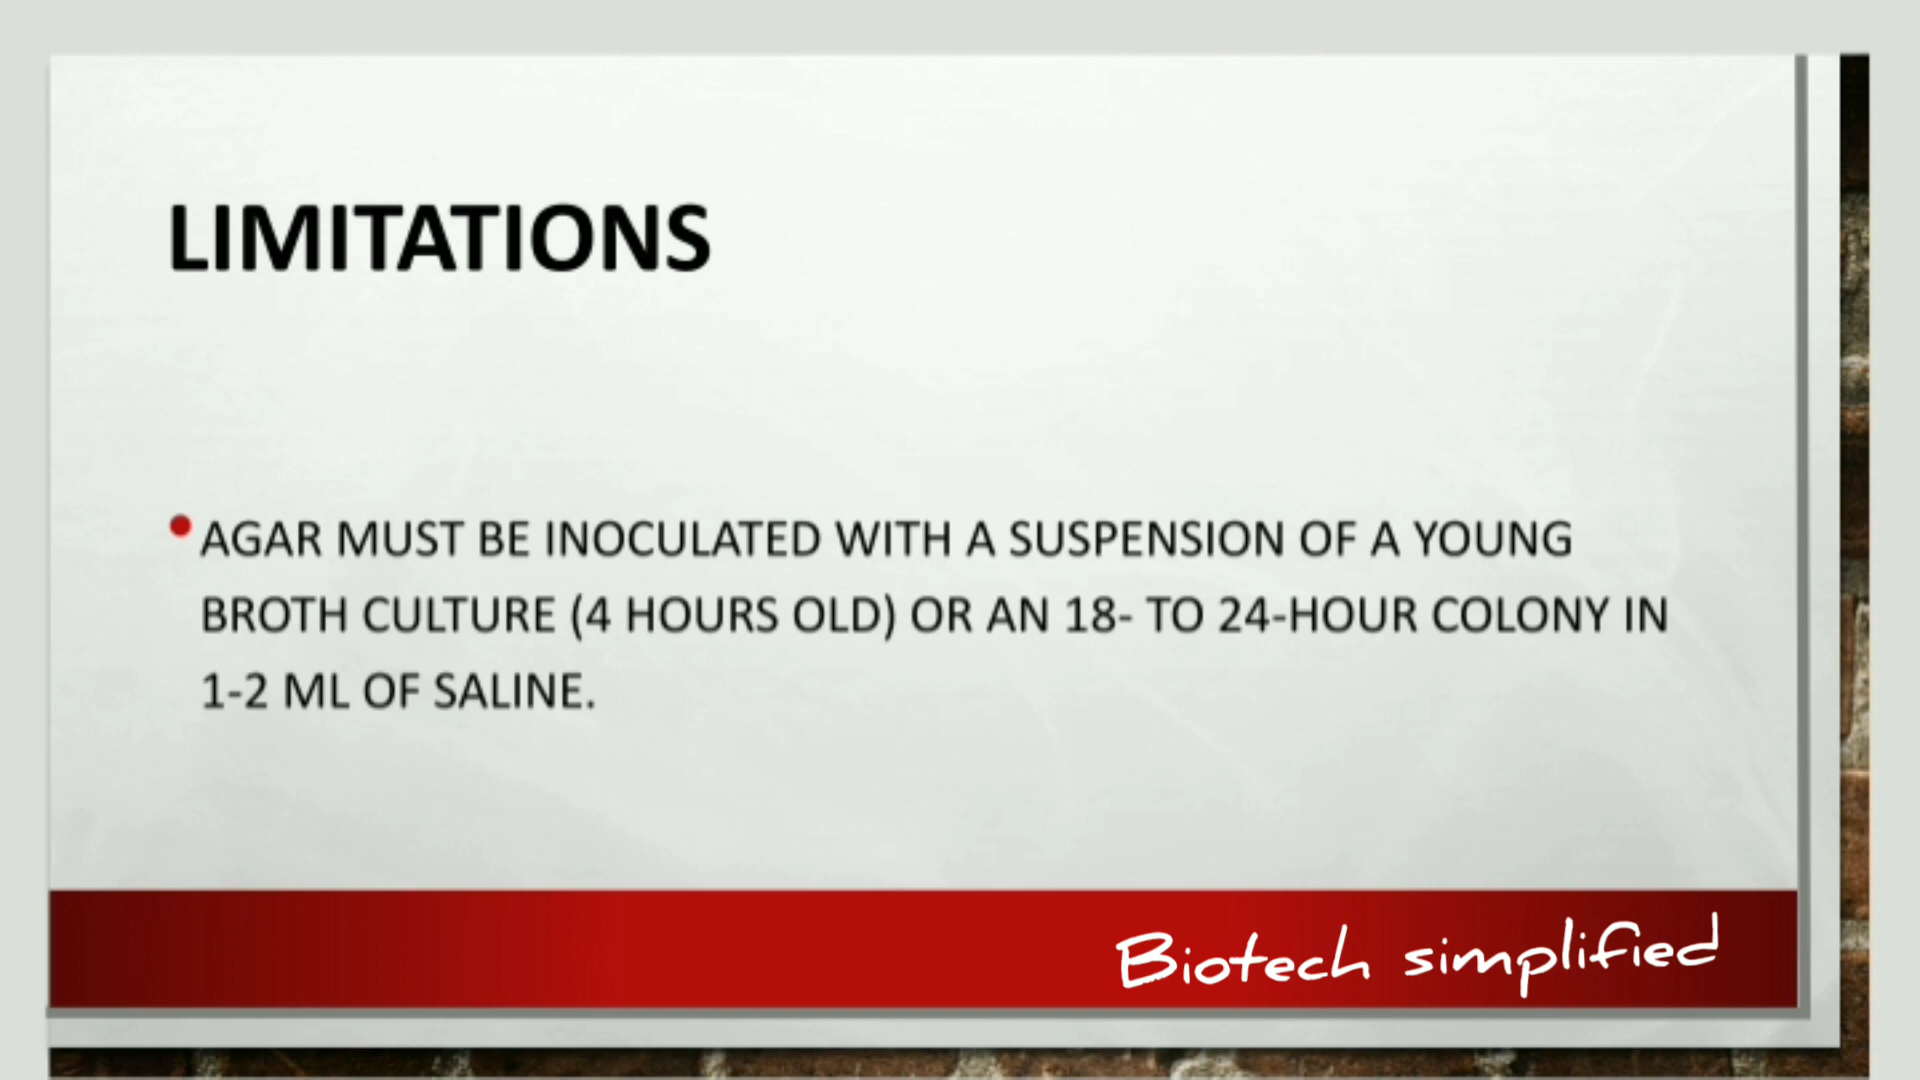 LIMITATIONS
• AGAR MUST BE INOCULATED WITH A SUSPENSION OF A YOUNG
BROTH CULTURE (4 HOURS OLD) OR AN 18- TO 24-HOUR COLONY IN
1-2 ML OF SALINE.
Biotech simplified